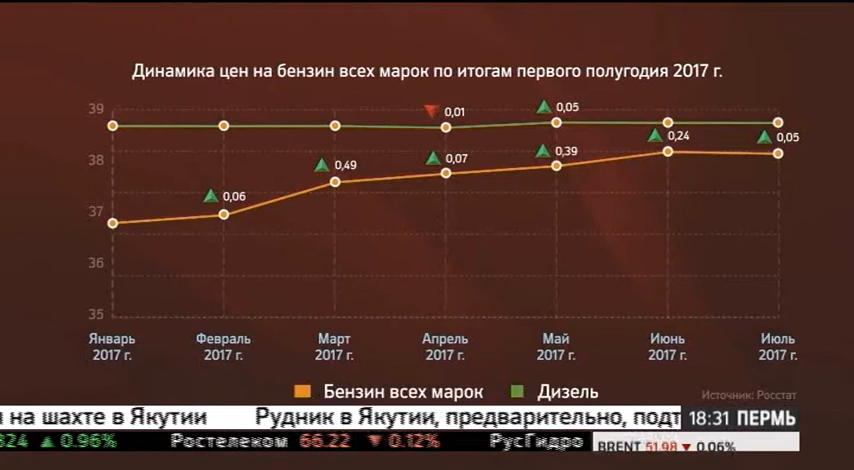 Динамика цен на бензин всех марок по итогам первого полугодия 2017 г.
39
38
37
36
35
0,01
0,05
0,06
0,49
0,07
0,39
0,24
0,05
Январь 2017 г.
Февраль 2017 г.
Март 2017 г.
Апрель 2017 г.
Май 2017 г.
Июнь 2017 г.
Июль 2017 г.
Бензин всех марок
Дизель
Источник: Росстат
на шахте в Якутии Рудник в Якутии, предварительно, подт
18:31 ПЕРМЬ
824 0.96% Ростелеком 66.22 0.12% РусГидро
BRENT 51.98 0.06%